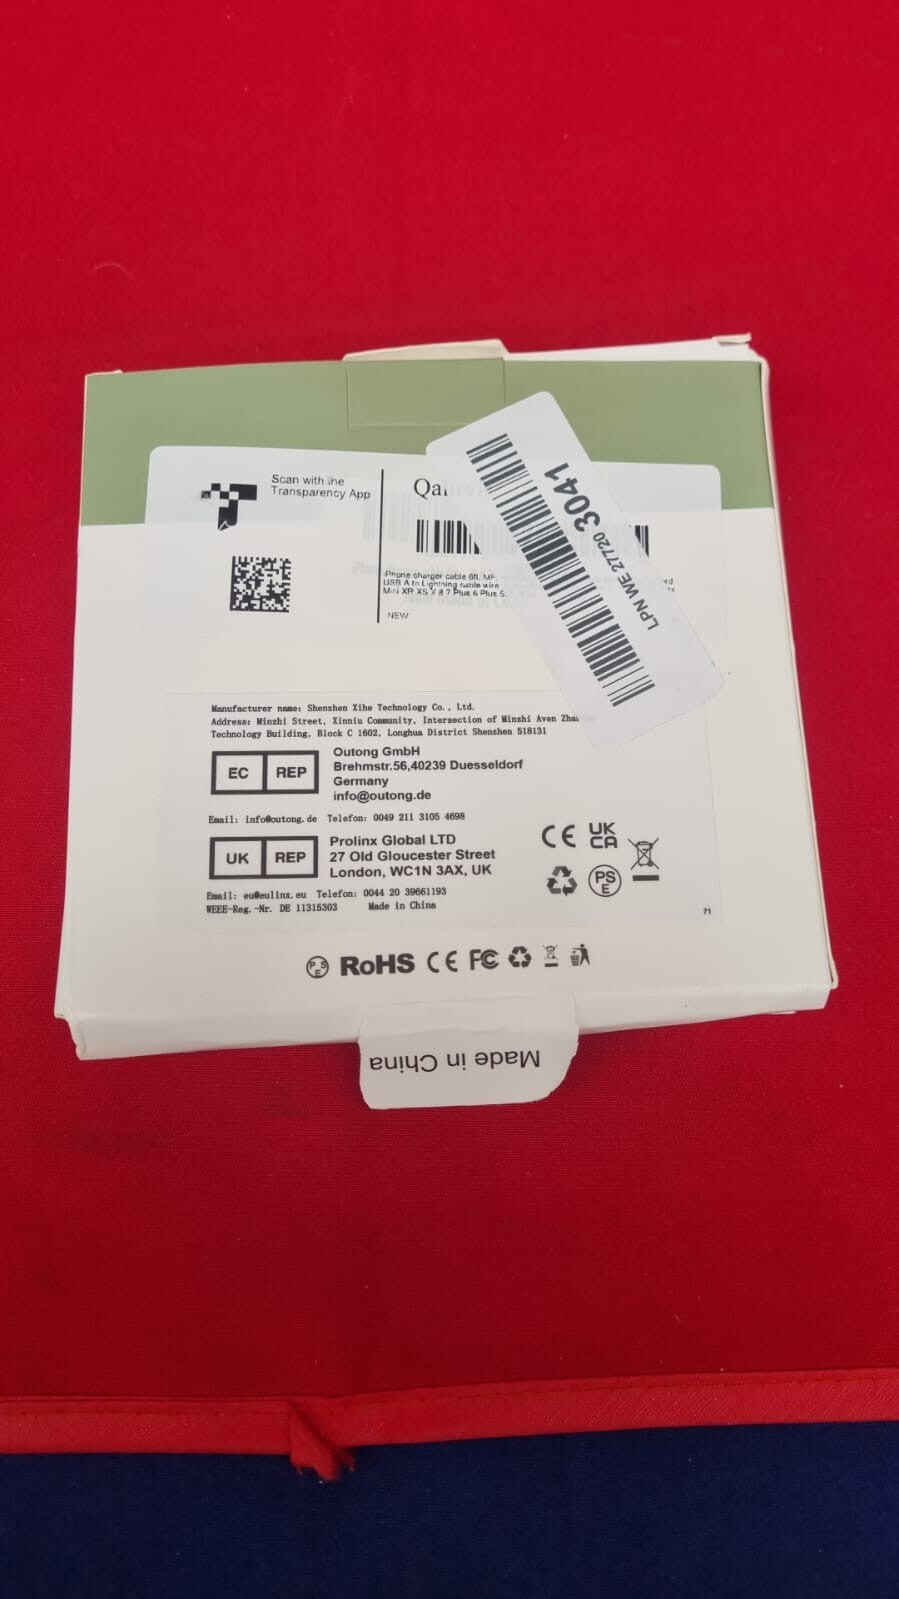 Scan with the
Transparency App
iPhone charger cable 6ft,
USB A to Lightning cable wire
Mini XR XS X 8 7 Plus 6 Plus
NEW
LPN WE 27720 3041
Manufacturer name: Shenzhen Xihe Technology Co., Ltd.
Address: Minzhi Street, Xinniu Community, Intersection of Minzhi Aven
Technology Building, Block C 1602, Longhua District Shenzhen 518131
EC REP
Outong GmbH
Brehmstr.56,40239 Duesseldorf
Germany
info@outong.de
Email: info@outong.de Telefon: 0049 211 3105 4698
UK REP
Prolinx Global LTD
27 Old Gloucester Street
London, WC1N 3AX, UK
Email: eu@eulinx.eu Telefon: 0044 20 39661193
WEEE-Reg.-Nr. DE 11315303 Made in China
CE UK CA
PS E
71
PSE RoHS CE FC
Made in China